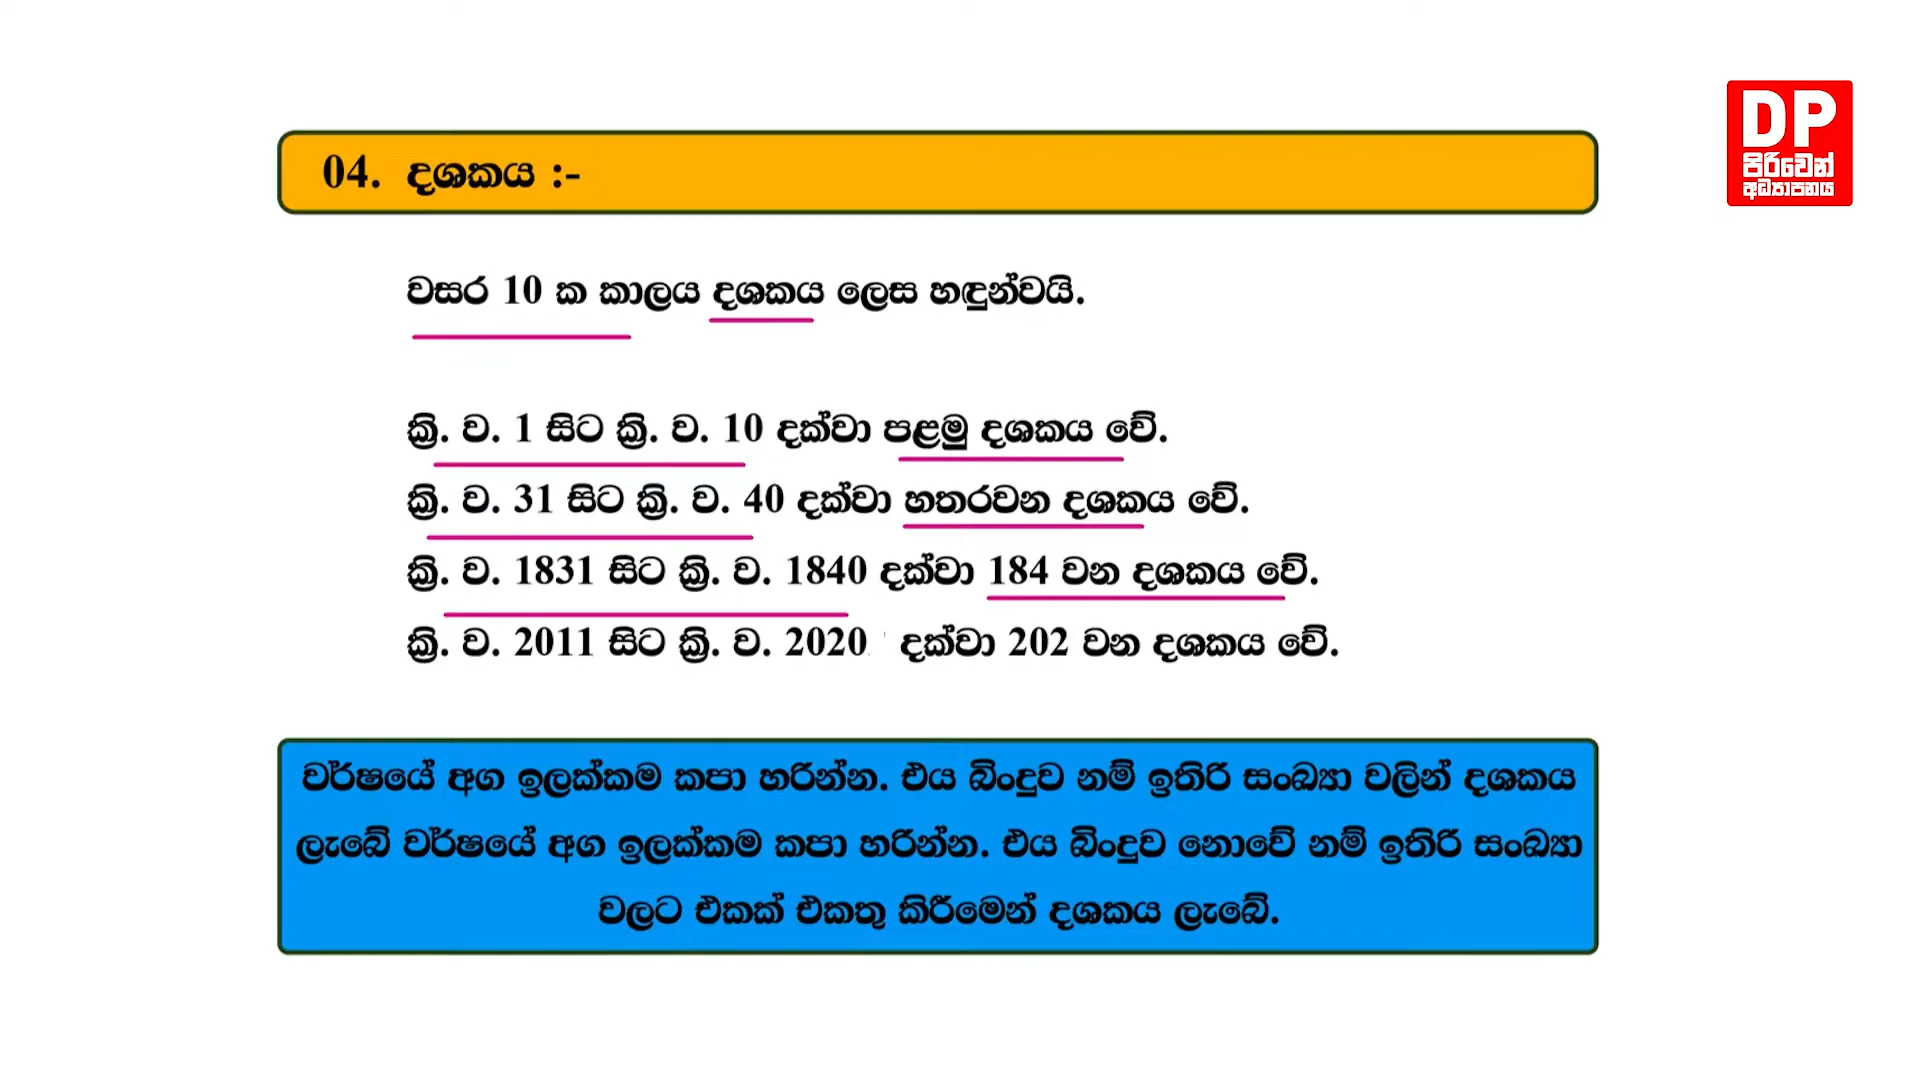 DP
පිරිවෙන්
අධ්‍යාපනය
04. දශකය :-
වසර 10 ක කාලය දශකය ලෙස හඳුන්වයි.
ක්‍රි. ව. 1 සිට ක්‍රි. ව. 10 දක්වා පළමු දශකය වේ.
ක්‍රි. ව. 31 සිට ක්‍රි. ව. 40 දක්වා හතරවන දශකය වේ.
ක්‍රි. ව. 1831 සිට ක්‍රි. ව. 1840 දක්වා 184 වන දශකය වේ.
ක්‍රි. ව. 2011 සිට ක්‍රි. ව. 2020 දක්වා 202 වන දශකය වේ.
වර්ෂයේ අග ඉලක්කම කපා හරින්න. එය බිංදුව නම් ඉතිරි සංඛ්‍යා වලින් දශකය
ලැබේ වර්ෂයේ අග ඉලක්කම කපා හරින්න. එය බිංදුව නොවේ නම් ඉතිරි සංඛ්‍යා
වලට එකක් එකතු කිරීමෙන් දශකය ලැබේ.